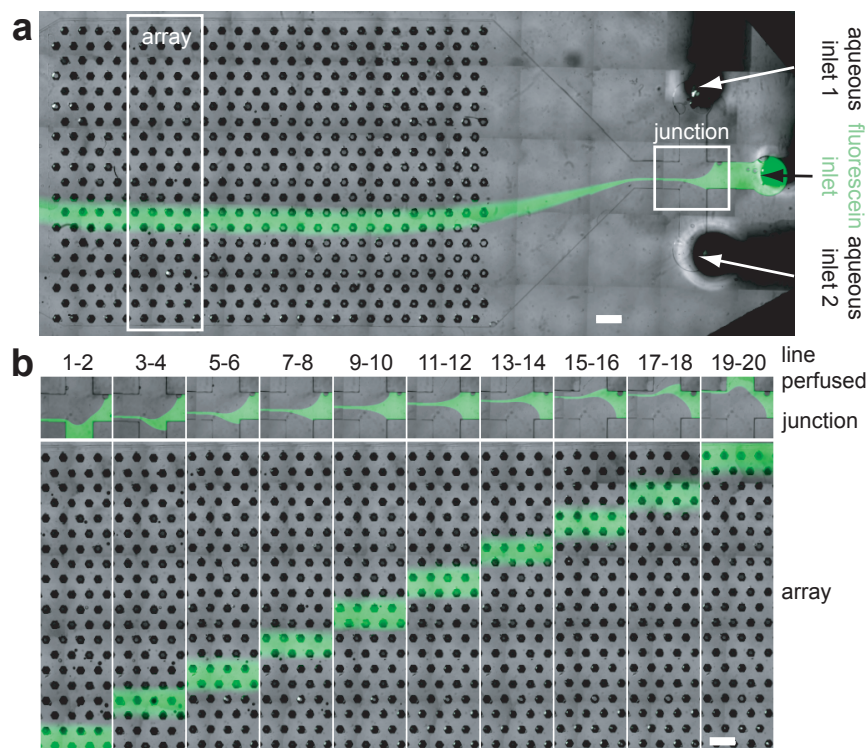 a
array
junction
aqueous
inlet 1
fluorescein
inlet
aqueous
inlet 2
b
1-2
3-4
5-6
7-8
9-10
11-12
13-14
15-16
17-18
19-20
line
perfused
junction
array